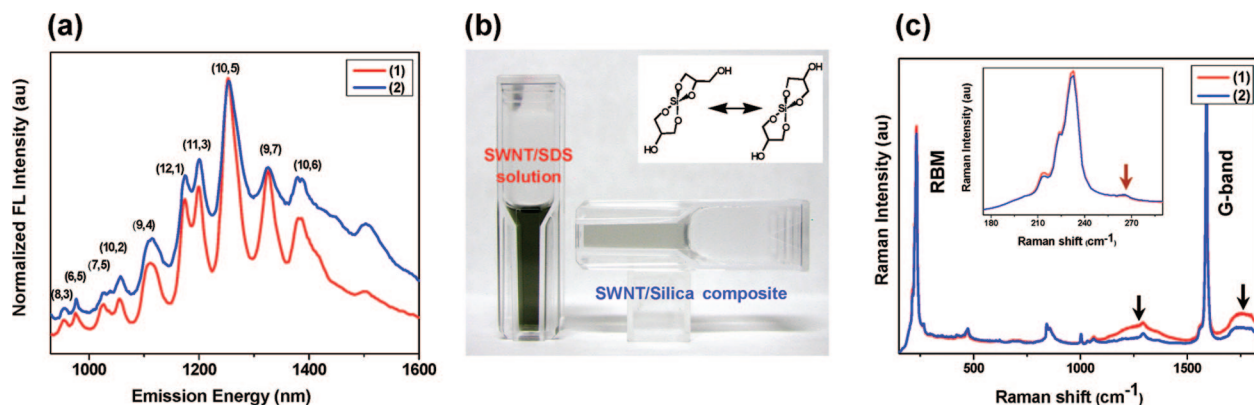 (a)
Normalized FL Intensity (au)
(1)
(2)
(8,3)
(6,5)
(7,5)
(10,2)
(9,4)
(12,1)
(11,3)
(10,5)
(9,7)
(10,6)
1000 1200 1400 1600
Emission Energy (nm)
(b)
SWNT/SDS
solution
OH
O O
Si
O O
HO
OH
O O
Si
O O
HO
SWNT/Silica composite
(c)
Raman Intensity (au)
(1)
(2)
RBM
G-band
Raman Intensity (au)
180 210 240 270
Raman shift (cm-1)
500 1000 1500
Raman shift (cm-1)